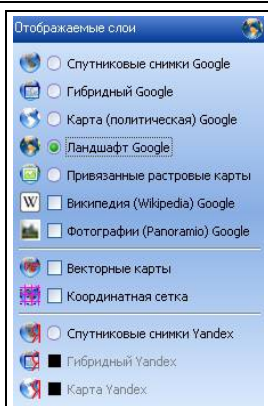 Отображаемые слои
Спутниковые снимки Google
Гибридный Google
Карта (политическая) Google
Ландшафт Google
Привязанные растровые карты
W Википедия (Wikipedia) Google
Фотографии (Panoramio) Google
Векторные карты
Координатная сетка
Спутниковые снимки Yandex
Гибридный Yandex
Карта Yandex